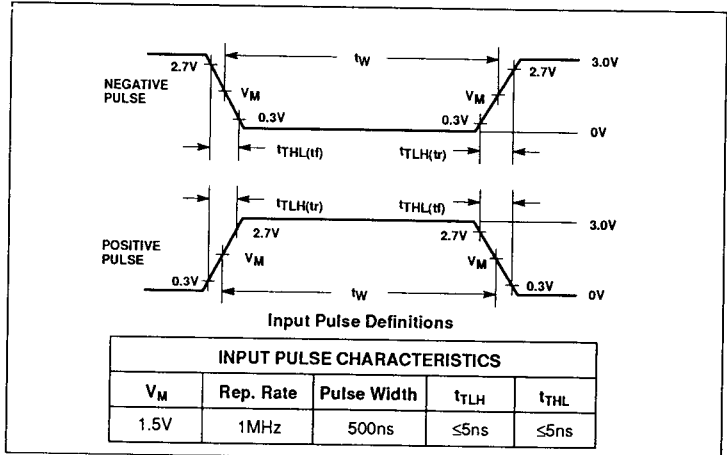 tW
2.7V
2.7V
3.0V
NEGATIVE
PULSE
VM
VM
0.3V
0.3V
0V
tTHL(tf)
tTLH(tr)
tTLH(tr)
tTHL(tf)
3.0V
2.7V
2.7V
POSITIVE
PULSE
VM
VM
0.3V
0.3V
0V
tW
Input Pulse Definitions
INPUT PULSE CHARACTERISTICS
VM Rep. Rate Pulse Width tTLH tTHL
1.5V 1MHz 500ns ≤5ns ≤5ns